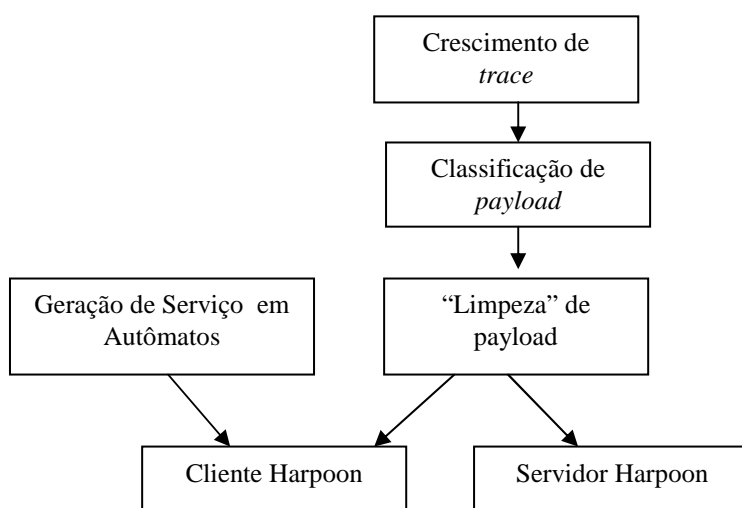 Crescimento de
trace
Classificação de
payload
Geração de Serviço em
Autômatos
“Limpeza” de
payload
Cliente Harpoon
Servidor Harpoon